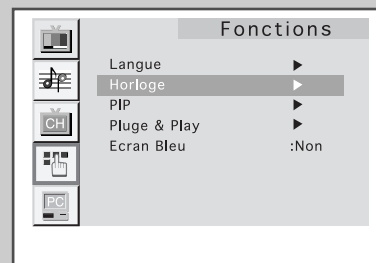 Fonctions
Langue ▶
Horloge ▶
PIP ▶
CH
Pluge & Play ▶
Ecran Bleu :Non
PC